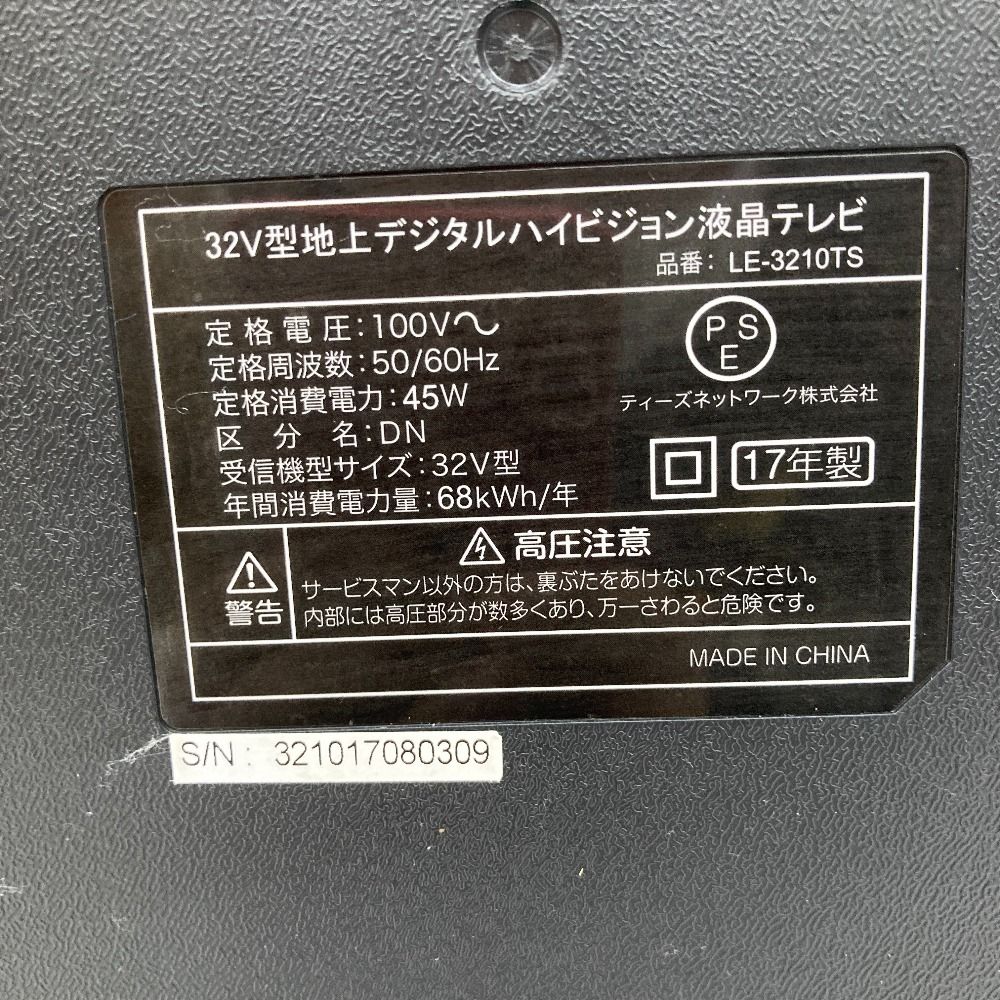 32V型地上デジタルハイビジョン液晶テレビ
品番：LE-3210TS
定格電圧：100V〜
定格周波数：50/60Hz
定格消費電力：45W
区分名：DN
受信機型サイズ：32V型
年間消費電力量：68kWh/年
PSE
ティーズネットワーク株式会社
17年製
警告
高圧注意
サービスマン以外の方は、裏ぶたをあけないでください。
内部には高圧部分が数多くあり、万一さわると危険です。
MADE IN CHINA
S/N： 321017080309